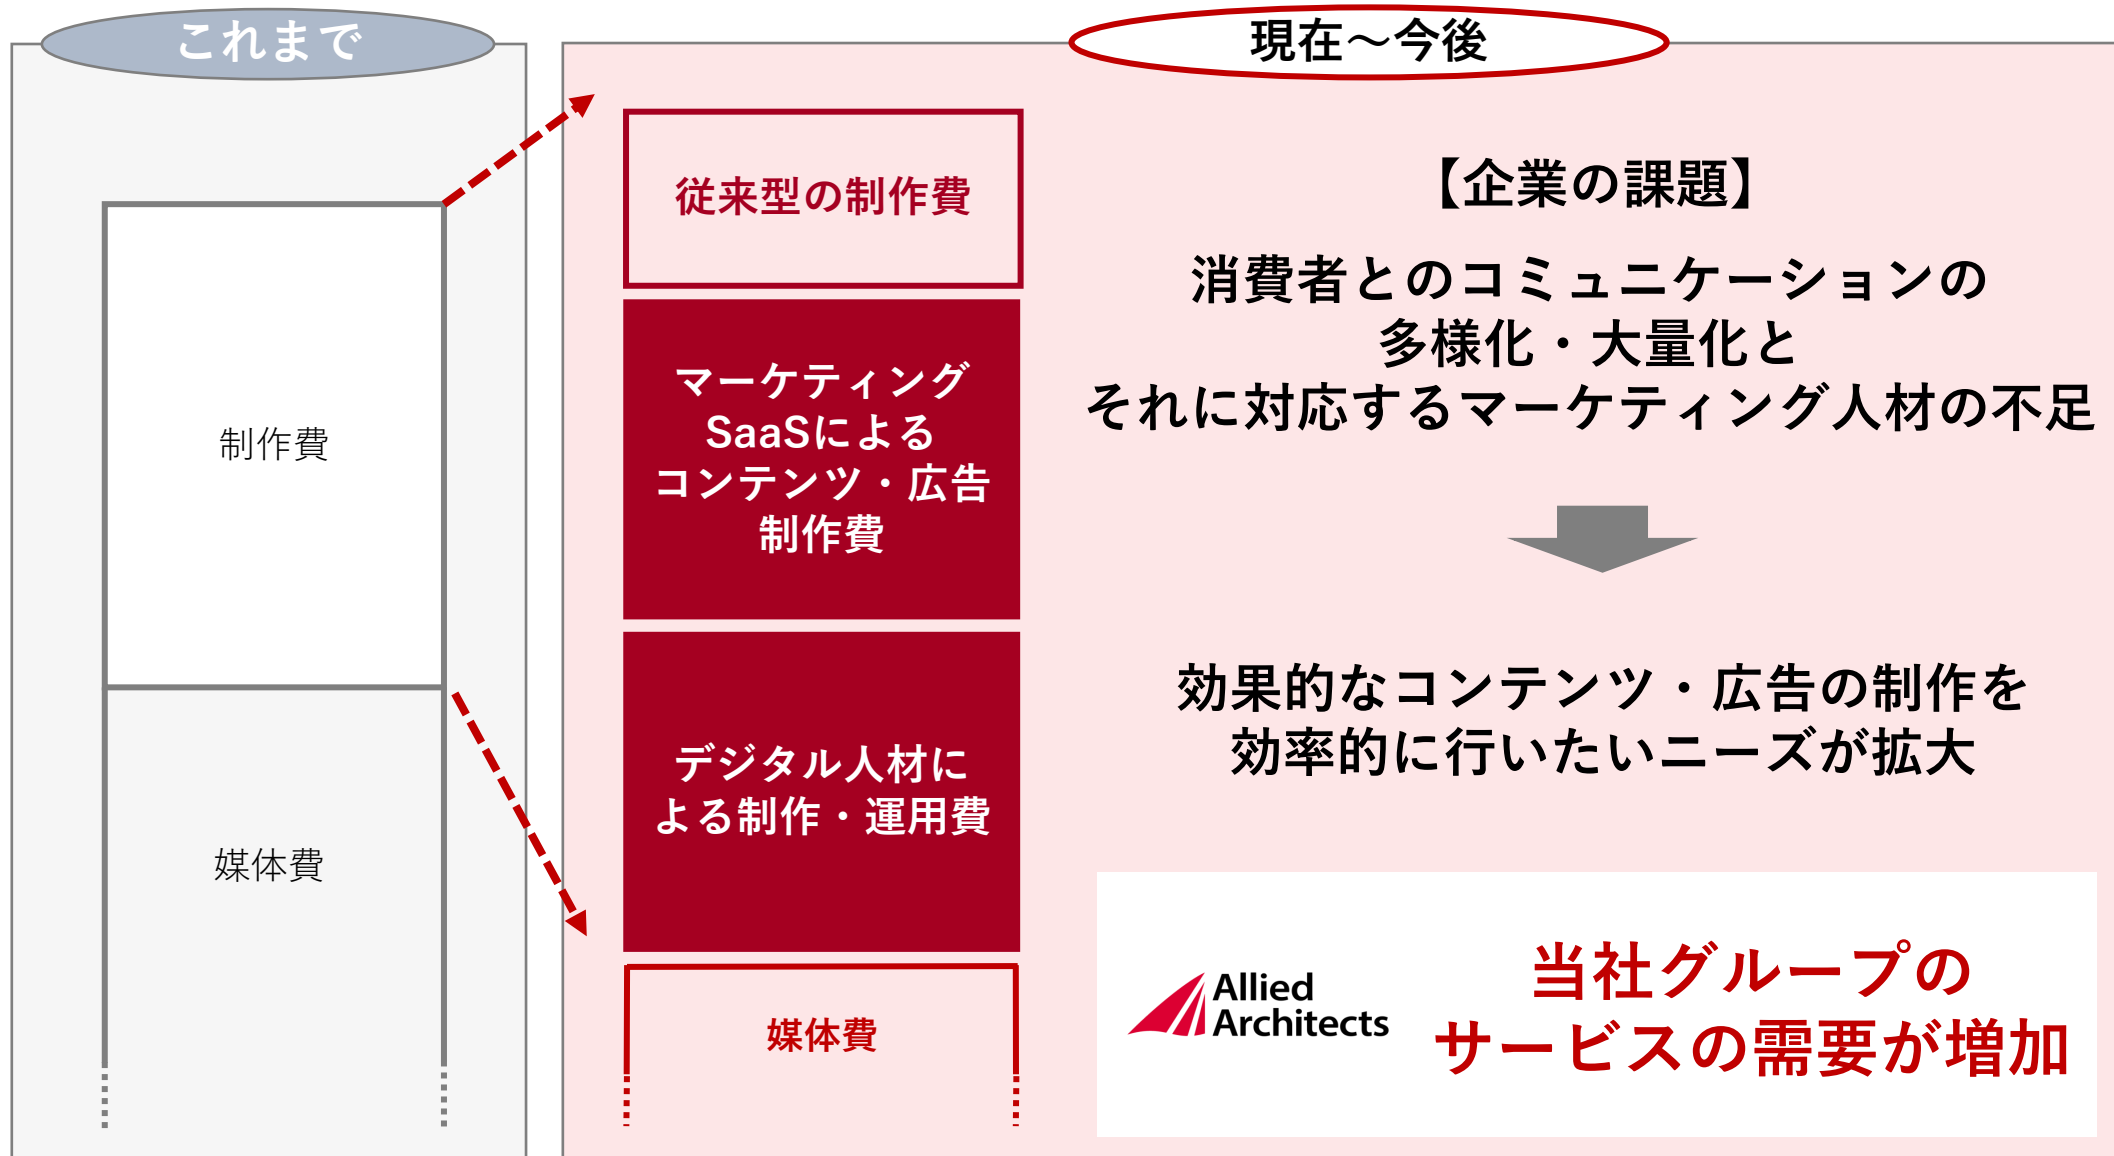 これまで
制作費
媒体費
現在～今後
従来型の制作費
マーケティング
SaaSによる
コンテンツ・広告
制作費
デジタル人材に
よる制作・運用費
媒体費
【企業の課題】
消費者とのコミュニケーションの
多様化・大量化と
それに対応するマーケティング人材の不足
効果的なコンテンツ・広告の制作を
効率的に行いたいニーズが拡大
Allied
Architects
当社グループの
サービスの需要が増加